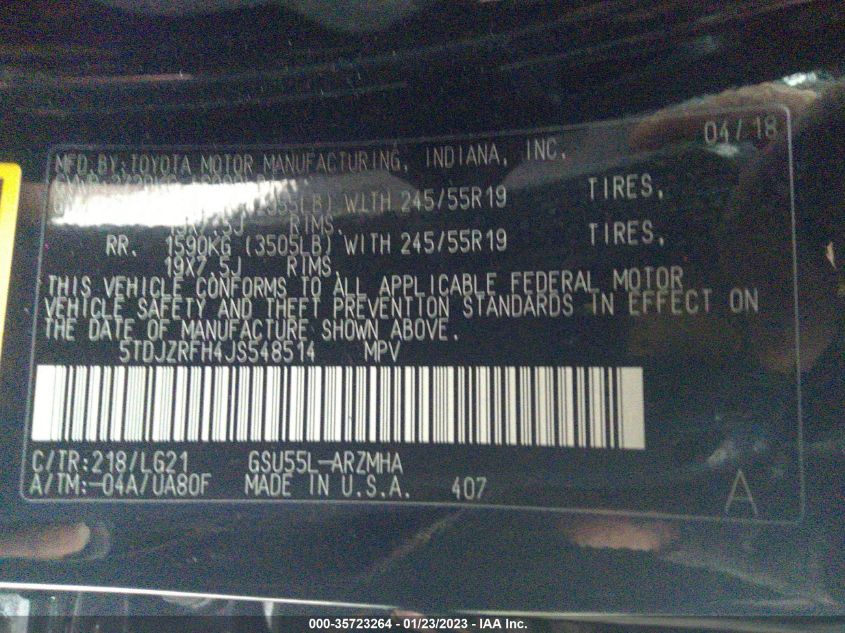 04/18
MFD.BY:TOYOTA MOTOR MANUFACTURING, INDIANA, INC.
WITH 245/55R19 TIRES,
19X7.5J RIMS.
RR. 1590KG (3505LB) WITH 245/55R19 TIRES,
19X7.5J RIMS.
THIS VEHICLE CONFORMS TO ALL APPLICABLE FEDERAL MOTOR
VEHICLE SAFETY AND THEFT PREVENTION STANDARDS IN EFFECT ON
THE DATE OF MANUFACTURE SHOWN ABOVE.
5TDJZRFH4JS548514 MPV
C/TR:218/LG21 GSU55L-ARZMHA
A/TM:-04A/UA80F MADE IN U.S.A. 407
A
000-35723264 - 01/23/2023 - IAA Inc.